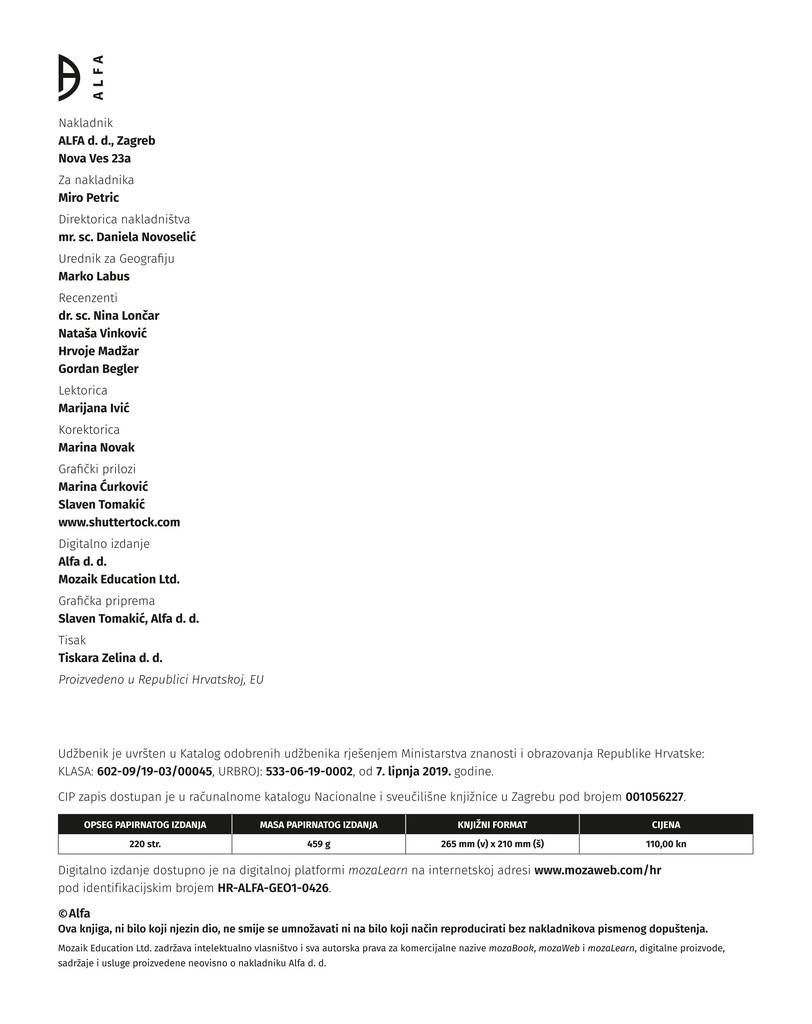 ALFA
Nakladnik
ALFA d. d., Zagreb
Nova Ves 23a
Za nakladnika
Miro Petric
Direktorica nakladništva
mr. sc. Daniela Novoselić
Urednik za Geografiju
Marko Labus
Recenzenti
dr. sc. Nina Lončar
Nataša Vinković
Hrvoje Madžar
Gordan Begler
Lektorica
Marijana Ivić
Korektorica
Marina Novak
Grafički prilozi
Marina Ćurković
Slaven Tomakić
www.shuttertock.com
Digitalno izdanje
Alfa d. d.
Mozaik Education Ltd.
Grafička priprema
Slaven Tomakić, Alfa d. d.
Tisak
Tiskara Zelina d. d.
Proizvedeno u Republici Hrvatskoj, EU
Udžbenik je uvršten u Katalog odobrenih udžbenika rješenjem Ministarstva znanosti i obrazovanja Republike Hrvatske:
KLASA: 602-09/19-03/00045, URBROJ: 533-06-19-0002, od 7. lipnja 2019. godine.
CIP zapis dostupan je u računalnome katalogu Nacionalne i sveučilišne knjižnice u Zagrebu pod brojem 001056227.
OPSEG PAPIRNATOG IZDANJA MASA PAPIRNATOG IZDANJA KNJIŽNI FORMAT CIJENA
220 str. 459 g 265 mm (v) x 210 mm (š) 110,00 kn
Digitalno izdanje dostupno je na digitalnoj platformi mozaLearn na internetskoj adresi www.mozaweb.com/hr
pod identifikacijskim brojem HR-ALFA-GEO1-0426.
©Alfa
Ova knjiga, ni bilo koji njezin dio, ne smije se umnožavati ni na bilo koji način reproducirati bez nakladnikova pismenog dopuštenja.
Mozaik Education Ltd. zadržava intelektualno vlasništvo i sva autorska prava za komercijalne nazive mozaBook, mozaWeb i mozaLearn, digitalne proizvode,
sadržaje i usluge proizvedene neovisno o nakladniku Alfa d. d.